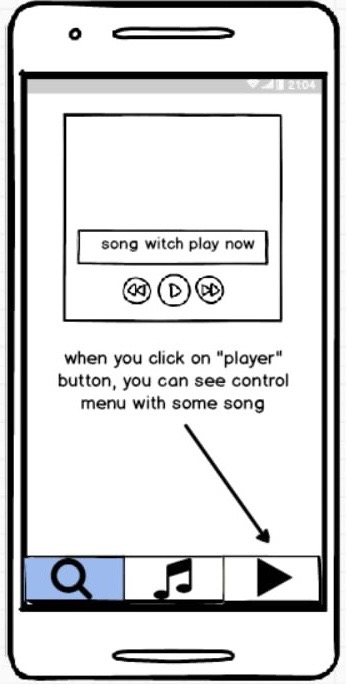 21:04
song witch play now
when you click on "player"
button, you can see control
menu with some song